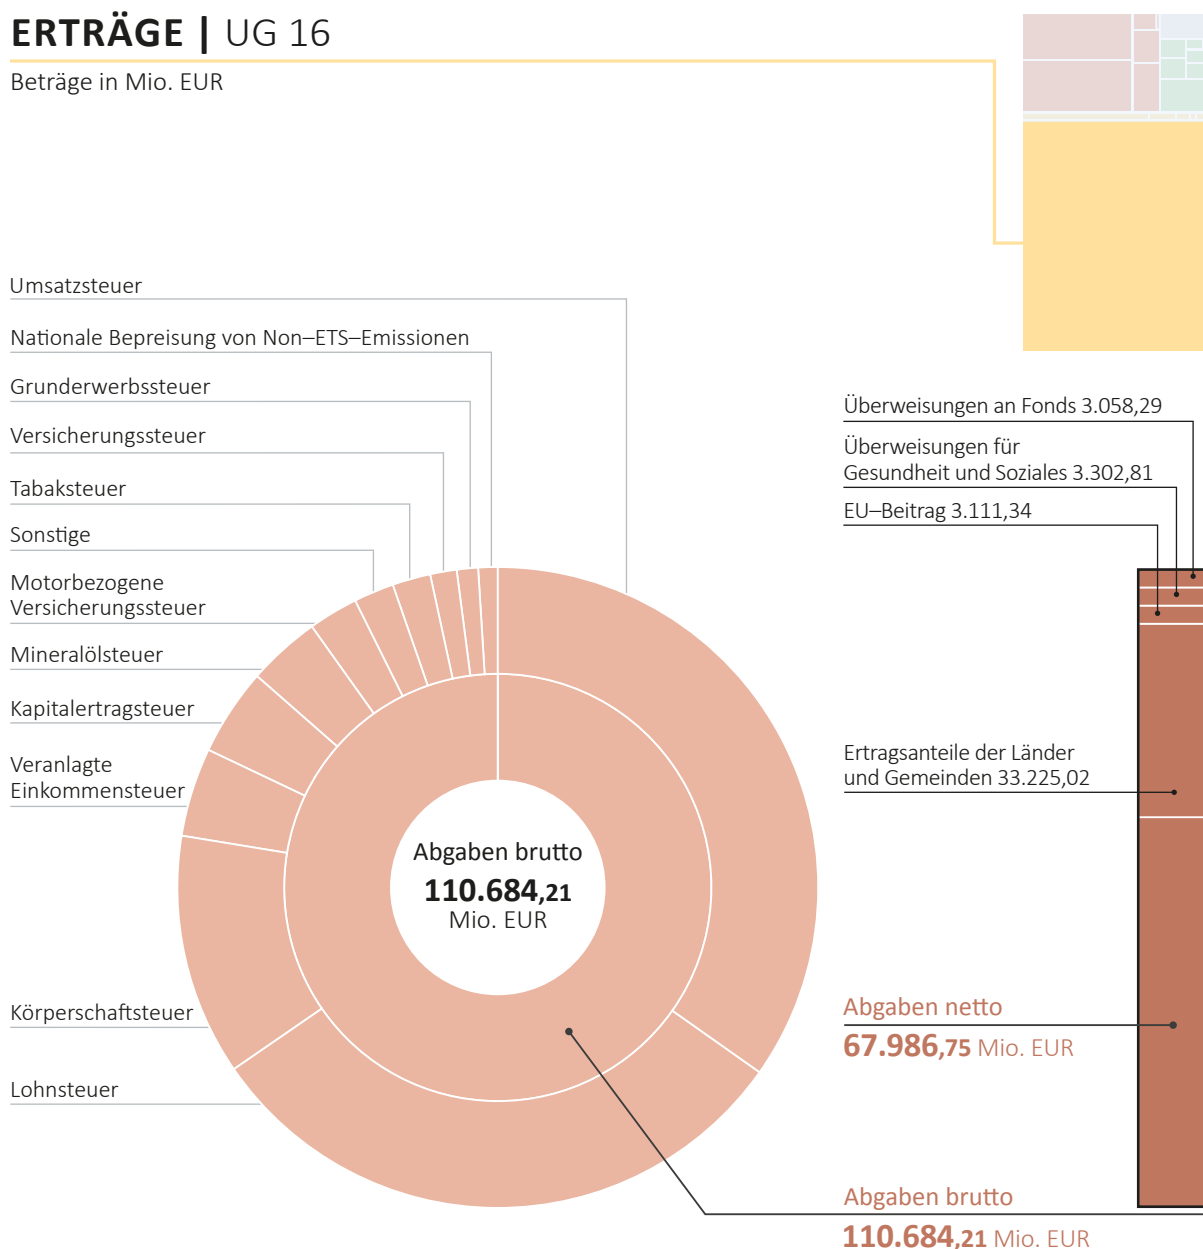 ERTRÄGE | UG 16
Beträge in Mio. EUR
Umsatzsteuer
Nationale Bepreisung von Non–ETS–Emissionen
Grunderwerbssteuer
Versicherungssteuer
Tabaksteuer
Sonstige
Motorbezogene
Versicherungssteuer
Mineralölsteuer
Kapitalertragsteuer
Veranlagte
Einkommensteuer
Körperschaftsteuer
Lohnsteuer
Abgaben brutto
110.684,21
Mio. EUR
Überweisungen an Fonds 3.058,29
Überweisungen für
Gesundheit und Soziales 3.302,81
EU–Beitrag 3.111,34
Ertragsanteile der Länder
und Gemeinden 33.225,02
Abgaben netto
67.986,75 Mio. EUR
Abgaben brutto
110.684,21 Mio. EUR